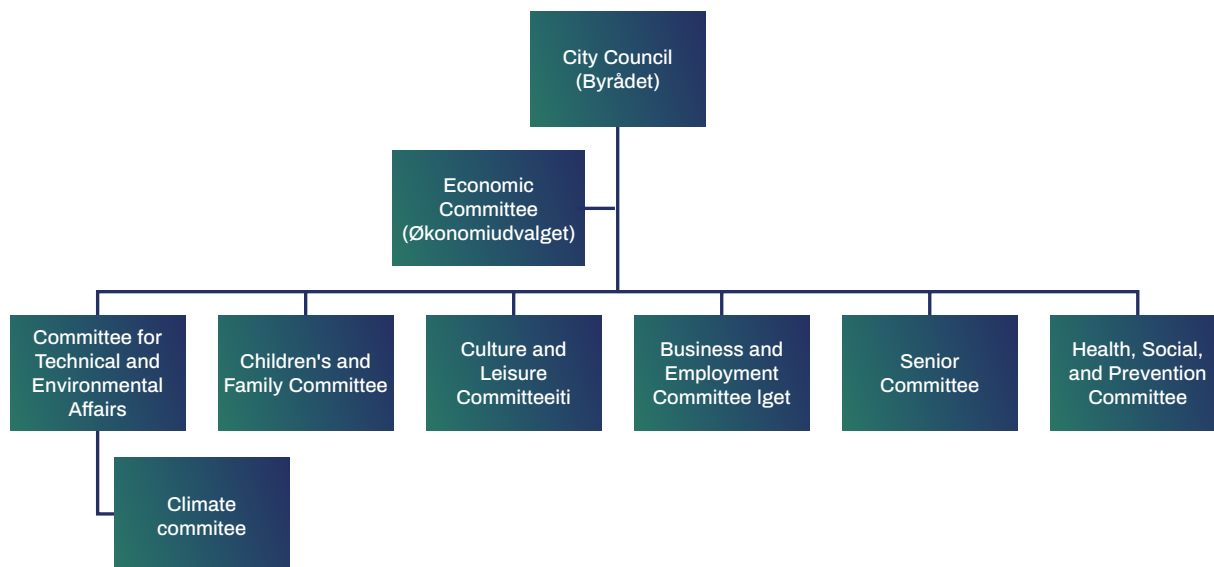 City Council
(Byrådet)
Economic
Committee
(Økonomiudvalget)
Committee for
Technical and
Environmental
Affairs
Children's and
Family Committee
Culture and
Leisure
Committeeiti
Business and
Employment
Committee lget
Senior
Committee
Health, Social,
and Prevention
Committee
Climate
commitee